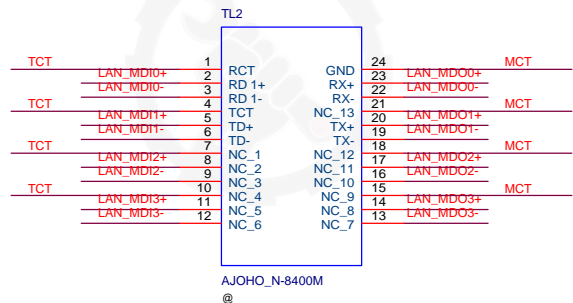 TL2
TCT 1 RCT GND 24 MCT
LAN_MDI0+ 2 RD 1+ RX+ 23 LAN_MDO0+
LAN_MDI0- 3 RD 1- RX- 22 LAN_MDO0-
TCT 4 TCT NC_13 21 MCT
LAN_MDI1+ 5 TD+ TX+ 20 LAN_MDO1+
LAN_MDI1- 6 TD- TX- 19 LAN_MDO1-
TCT 7 NC_1 NC_12 18 MCT
LAN_MDI2+ 8 NC_2 NC_11 17 LAN_MDO2+
LAN_MDI2- 9 NC_3 NC_10 16 LAN_MDO2-
TCT 10 NC_4 NC_9 15 MCT
LAN_MDI3+ 11 NC_5 NC_8 14 LAN_MDO3+
LAN_MDI3- 12 NC_6 NC_7 13 LAN_MDO3-
AJOHO_N-8400M
@